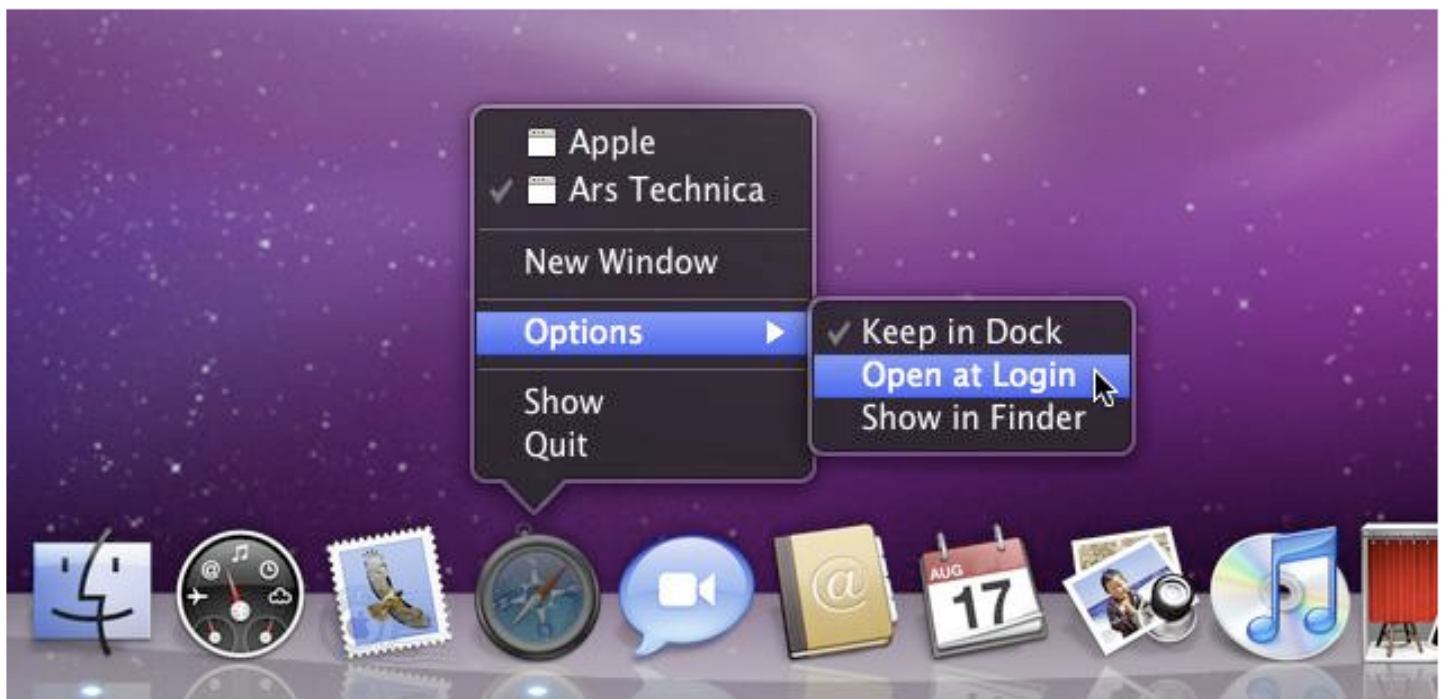 Apple
Ars Technica
New Window
Options
Keep in Dock
Open at Login
Show in Finder
Show
Quit
@
@
AUG
17